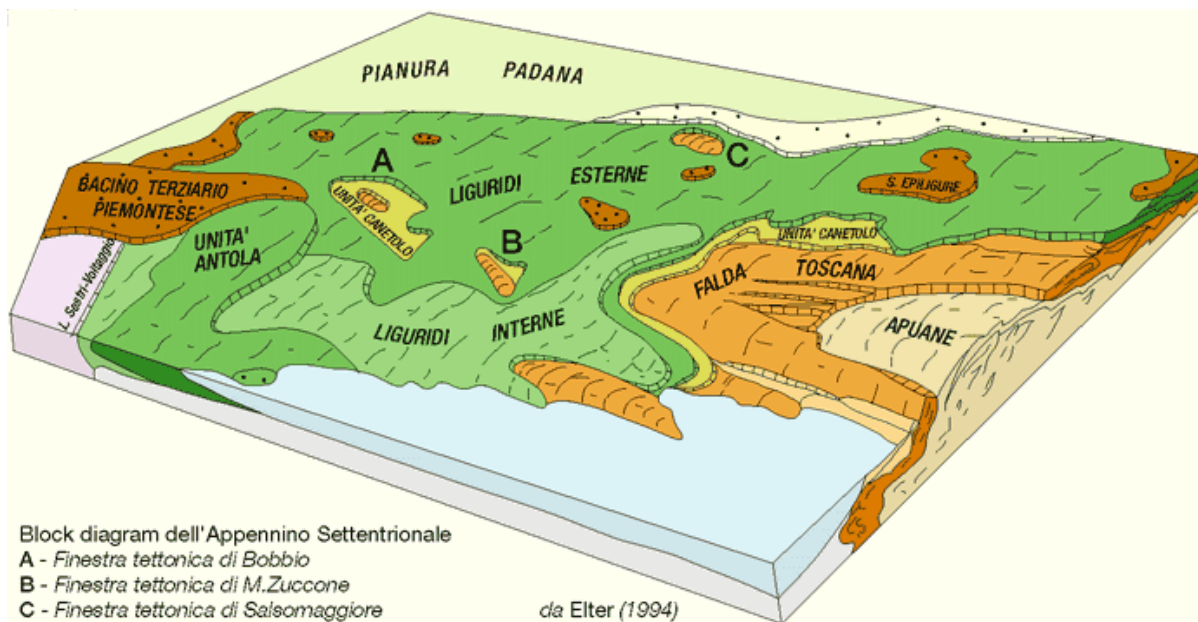 PIANURA PADANA
A
C
BACINO TERZIARIO
PIEMONTESE
UNITA' CANETOLO
LIGURIDI ESTERNE
S. EPILIGURE
UNITA'
ANTOLA
B
UNITA' CANETOLO
L. Sestri-Voltaggio
FALDA TOSCANA
LIGURIDI INTERNE
APUANE
Block diagram dell'Appennino Settentrionale
A - Finestra tettonica di Bobbio
B - Finestra tettonica di M.Zuccone
C - Finestra tettonica di Salsomaggiore
da Elter (1994)